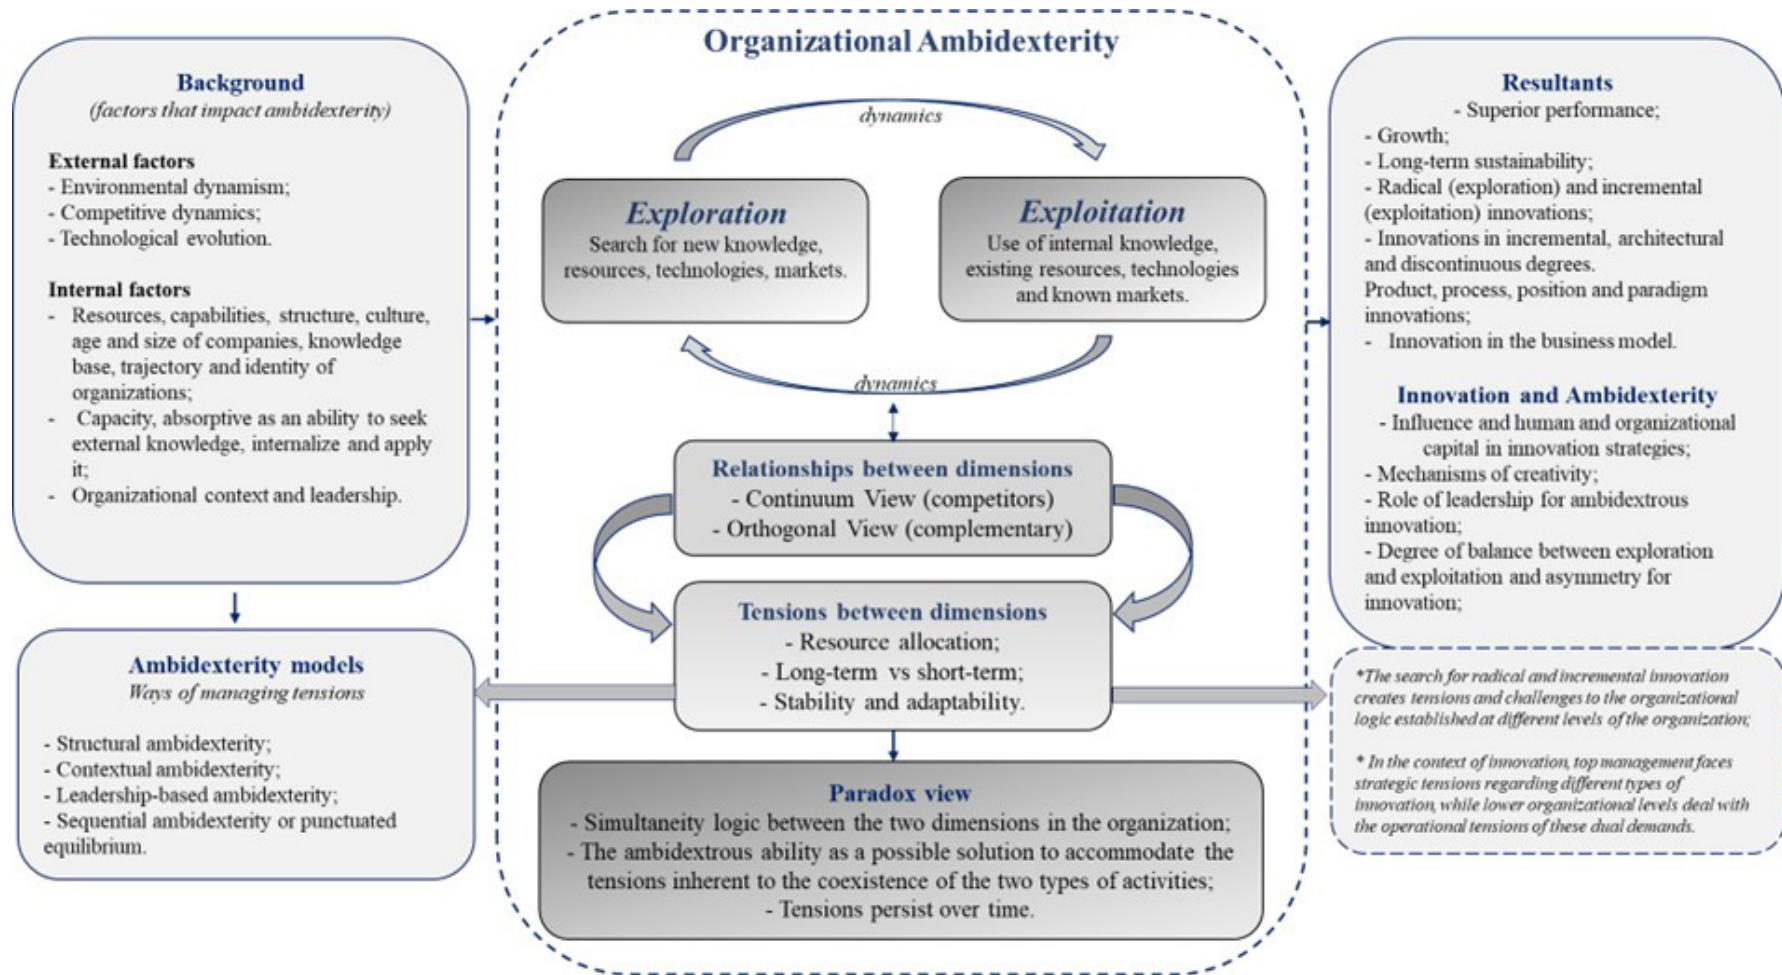 Organizational Ambidexterity
Background
(factors that impact ambidexterity)
External factors
- Environmental dynamism;
- Competitive dynamics;
- Technological evolution.
Internal factors
- Resources, capabilities, structure, culture,
age and size of companies, knowledge
base, trajectory and identity of
organizations;
- Capacity, absorptive as an ability to seek
external knowledge, internalize and apply
it;
- Organizational context and leadership.
Ambidexterity models
Ways of managing tensions
- Structural ambidexterity;
- Contextual ambidexterity;
- Leadership-based ambidexterity;
- Sequential ambidexterity or punctuated
equilibrium.
dynamics
Exploration
Search for new knowledge,
resources, technologies, markets.
Exploitation
Use of internal knowledge,
existing resources, technologies
and known markets.
dynamics
Relationships between dimensions
- Continuum View (competitors)
- Orthogonal View (complementary)
Tensions between dimensions
- Resource allocation;
- Long-term vs short-term;
- Stability and adaptability.
Paradox view
- Simultaneity logic between the two dimensions in the organization;
- The ambidextrous ability as a possible solution to accommodate the
tensions inherent to the coexistence of the two types of activities;
- Tensions persist over time.
Resultants
- Superior performance;
- Growth;
- Long-term sustainability;
- Radical (exploration) and incremental
(exploitation) innovations;
- Innovations in incremental, architectural
and discontinuous degrees.
Product, process, position and paradigm
innovations;
- Innovation in the business model.
Innovation and Ambidexterity
- Influence and human and organizational
capital in innovation strategies;
- Mechanisms of creativity;
- Role of leadership for ambidextrous
innovation;
- Degree of balance between exploration
and exploitation and asymmetry for
innovation;
*The search for radical and incremental innovation
creates tensions and challenges to the organizational
logic established at different levels of the organization;
* In the context of innovation, top management faces
strategic tensions regarding different types of
innovation, while lower organizational levels deal with
the operational tensions of these dual demands.